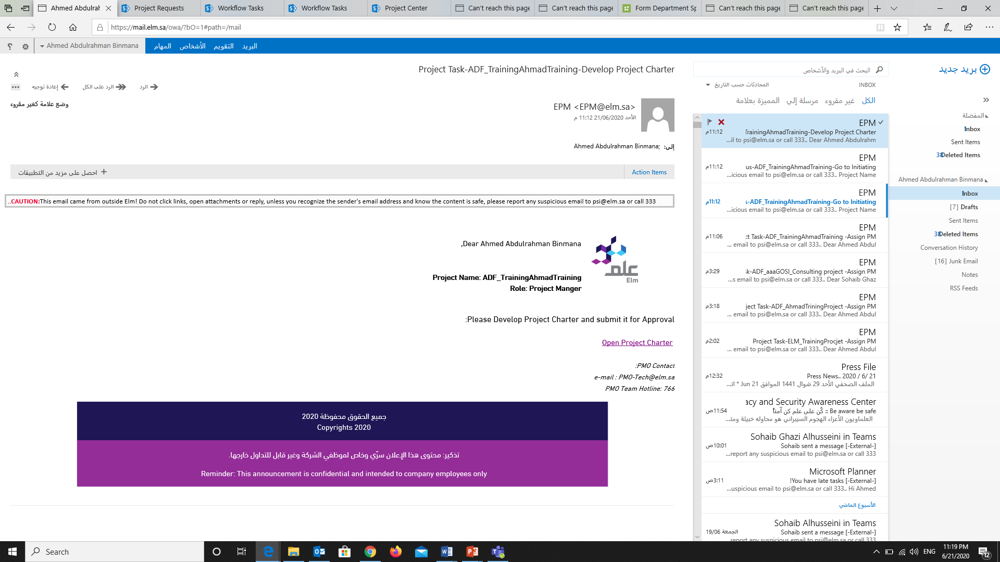 Ahmed Abdulrah
Project Requests
Workflow Tasks
Workflow Tasks
Project Center
Can't reach this page
Can't reach this page
Form Department Sp
Can't reach this page
Can't reach this page
https://mail.elm.sa/owa/?bO=1#path=/mail
البريد التقويم الأشخاص المهام
Ahmed Abdulrahman Binmana
?
Project Task-ADF_TrainingAhmadTraining-Develop Project Charter
الرد
الرد على الكل
إعادة توجيه
وضع علامة كغير مقروء
EPM <EPM@elm.sa>
الأحد 21/06/2020 11:12 م
إلى: Ahmed Abdulrahman Binmana;
Action Items
احصل على مزيد من التطبيقات
..CAUTION:This email came from outside Elm! Do not click links, open attachments or reply, unless you recognize the sender's email address and know the content is safe, please report any suspicious email to psi@elm.sa or call 333
,Dear Ahmed Abdulrahman Binmana
علم
Elm
Project Name: ADF_TrainingAhmadTraining
Role: Project Manger
:Please Develop Project Charter and submit it for Approval
Open Project Charter
:PMO Contact
e-mail : PMO-Tech@elm.sa
PMO Team Hotline: 766
جميع الحقوق محفوظة 2020
Copyrights 2020
تذكير: محتوى هذا الإعلان سرّي وخاص لموظفي الشركة وغير قابل للتداول خارجها.
Reminder: This announcement is confidential and intended to company employees only
البحث في البريد والأشخاص
INBOX
المحادثات حسب التاريخ
الكل غير مقروء مرسلة إلي المميزة بعلامة
EPM
TrainingAhmadTraining-Develop Project Charter
11:12م
...il to psi@elm.sa or call 333.. Dear Ahmed Abdulrahm
EPM
us-ADF_TrainingAhmadTraining-Go to Initiating
11:12م
...icious email to psi@elm.sa or call 333.. Project Name
EPM
s-ADF_TrainingAhmadTraining-Go to Initiating
11:12م
...icious email to psi@elm.sa or call 333.. Project Name
EPM
ct Task-ADF_TrainingAhmadTraining -Assign PM
11:06م
... email to psi@elm.sa or call 333.. Dear Ahmed Abdul
EPM
sk-ADF_aaaGOSI_Consulting project -Assign PM
3:29م
...s email to psi@elm.sa or call 333.. Dear Sohaib Ghaz
EPM
ject Task-ADF_AhmadTriningProject -Assign PM
3:18م
... email to psi@elm.sa or call 333.. Dear Ahmed Abdul
EPM
Project Task-ELM_TrainingProcjet -Assign PM
2:02م
... email to psi@elm.sa or call 333.. Dear Ahmed Abdul
Press File
Press News.. 2020 / 6/ 21
12:32م
الملف الصحفي الأحد 29 شوال 1441 الموافق 21 Jun * ات...
acy and Security Awareness Center
Be aware be safe :: كُن على علم كن آمناً
11:54ص
العلماويون الأعزاء الهجوم السيبراني هو محاوله خبيثة ومت...
Sohaib Ghazi Alhusseini in Teams
Sohaib sent a message [-External-]
10:01ص
...report any suspicious email to psi@elm.sa or call 333
Microsoft Planner
!You have late tasks [-External-]
3:11ص
...uspicious email to psi@elm.sa or call 333.. Hi Ahmed
الأسبوع الماضي
Sohaib Alhusseini in Teams
Sohaib sent a message [-External-]
الجمعة 19/06
report any suspicious email to psi@elm.sa or call 333
بريد جديد
المفضلة
Inbox
Sent Items
Deleted Items 38
Ahmed Abdulrahman Binmana
Inbox
[7] Drafts
Sent Items
Deleted Items 38
Conversation History
[16] Junk Email
Notes
RSS Feeds
Search
ENG
11:19 PM
6/21/2020
12